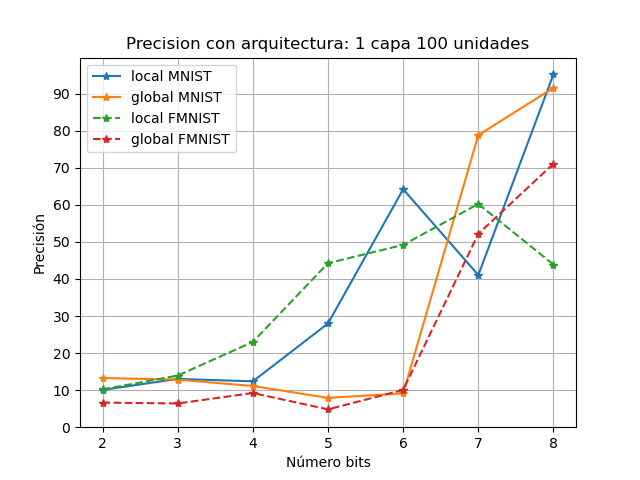 Precision con arquitectura: 1 capa 100 unidades
local MNIST
global MNIST
local FMNIST
global FMNIST
Precisión
90
80
70
60
50
40
30
20
10
0
2 3 4 5 6 7 8
Número bits